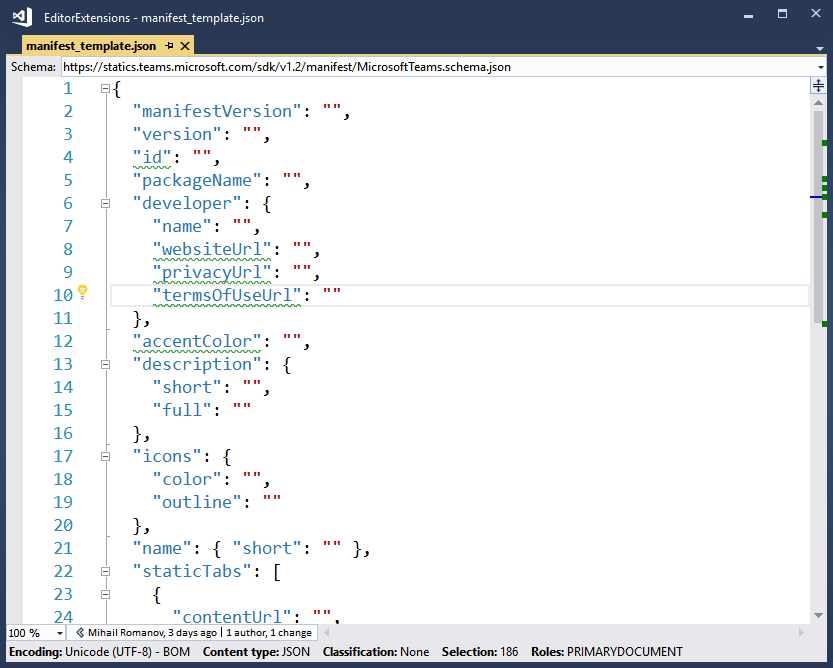 EditorExtensions - manifest_template.json
manifest_template.json
Schema: https://statics.teams.microsoft.com/sdk/v1.2/manifest/MicrosoftTeams.schema.json
1 {
2 "manifestVersion": "",
3 "version": "",
4 "id": "",
5 "packageName": "",
6 "developer": {
7 "name": "",
8 "websiteUrl": "",
9 "privacyUrl": "",
10 "termsOfUseUrl": ""
11 },
12 "accentColor": "",
13 "description": {
14 "short": "",
15 "full": ""
16 },
17 "icons": {
18 "color": "",
19 "outline": ""
20 },
21 "name": { "short": "" },
22 "staticTabs": [
23 {
24 "contentUrl": "",
100 % Mihail Romanov, 3 days ago | 1 author, 1 change
Encoding: Unicode (UTF-8) - BOM Content type: JSON Classification: None Selection: 186 Roles: PRIMARYDOCUMENT